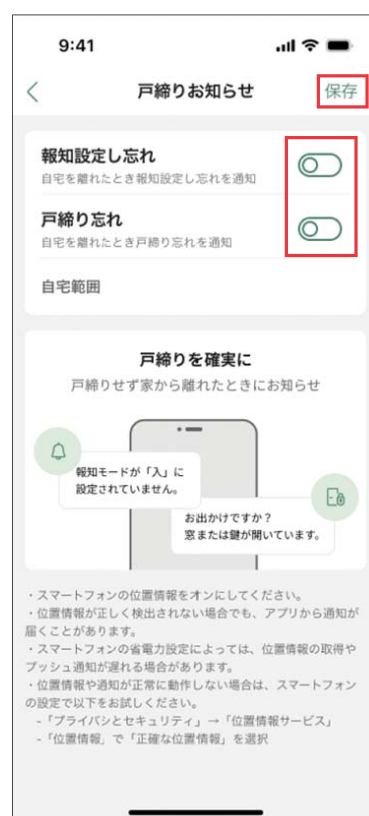 9:41
戸締りお知らせ
保存
報知設定し忘れ
自宅を離れたとき報知設定し忘れを通知
戸締り忘れ
自宅を離れたとき戸締り忘れを通知
自宅範囲
戸締りを確実に
戸締りせず家から離れたときにお知らせ
報知モードが「入」に
設定されていません。
お出かけですか？
窓または鍵が開いています。
・スマートフォンの位置情報をオンにしてください。
・位置情報が正しく検出されない場合でも、アプリから通知が
届くことがあります。
・スマートフォンの省電力設定によっては、位置情報の取得や
プッシュ通知が遅れる場合があります。
・位置情報や通知が正常に動作しない場合は、スマートフォン
の設定で以下をお試しください。
-「プライバシとセキュリティ」→「位置情報サービス」
-「位置情報」で「正確な位置情報」を選択